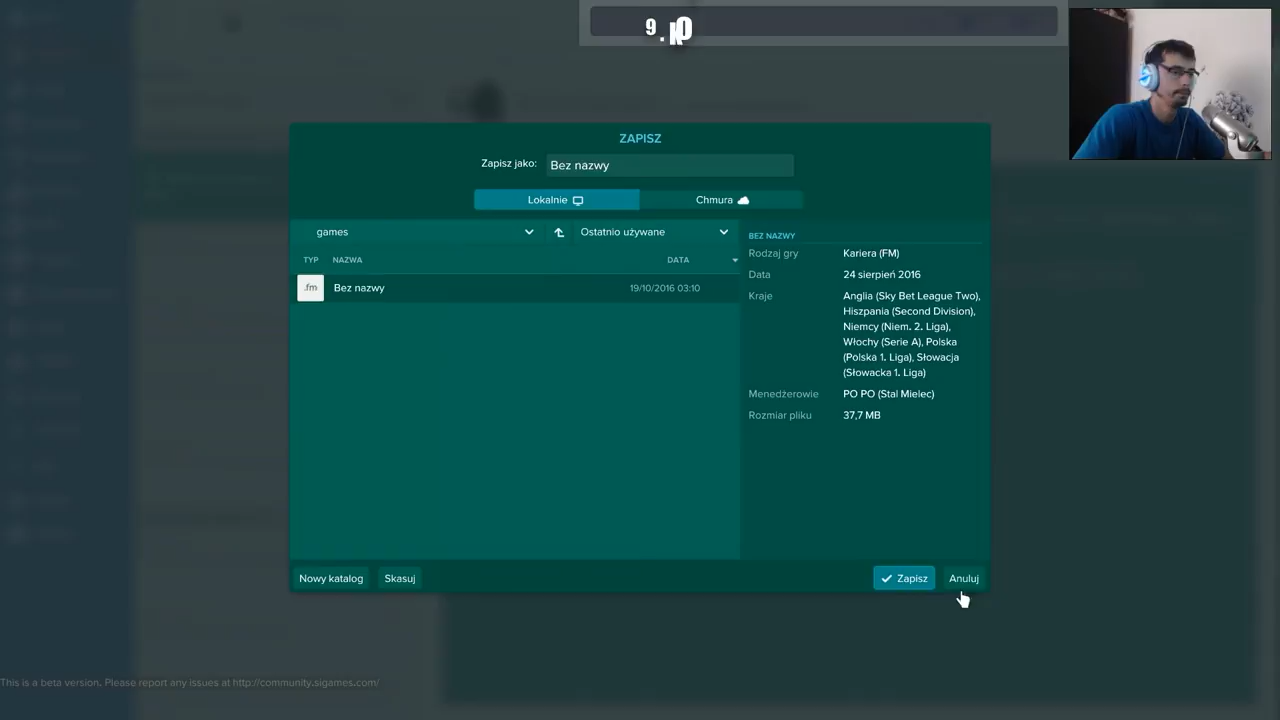 9.
ZAPISZ
Zapisz jako: Bez nazwy
Lokalnie Chmura
games Ostatnio używane
TYP NAZWA DATA
.fm Bez nazwy 19/10/2016 03:10
BEZ NAZWY
Rodzaj gry Kariera (FM)
Data 24 sierpień 2016
Kraje Anglia (Sky Bet League Two),
Hiszpania (Second Division),
Niemcy (Niem. 2. Liga),
Włochy (Serie A), Polska
(Polska 1. Liga), Słowacja
(Słowacka 1. Liga)
Menedżerowie PO PO (Stal Mielec)
Rozmiar pliku 37,7 MB
Nowy katalog Skasuj Zapisz Anuluj
This is a beta version. Please report any issues at http://community.sigames.com/